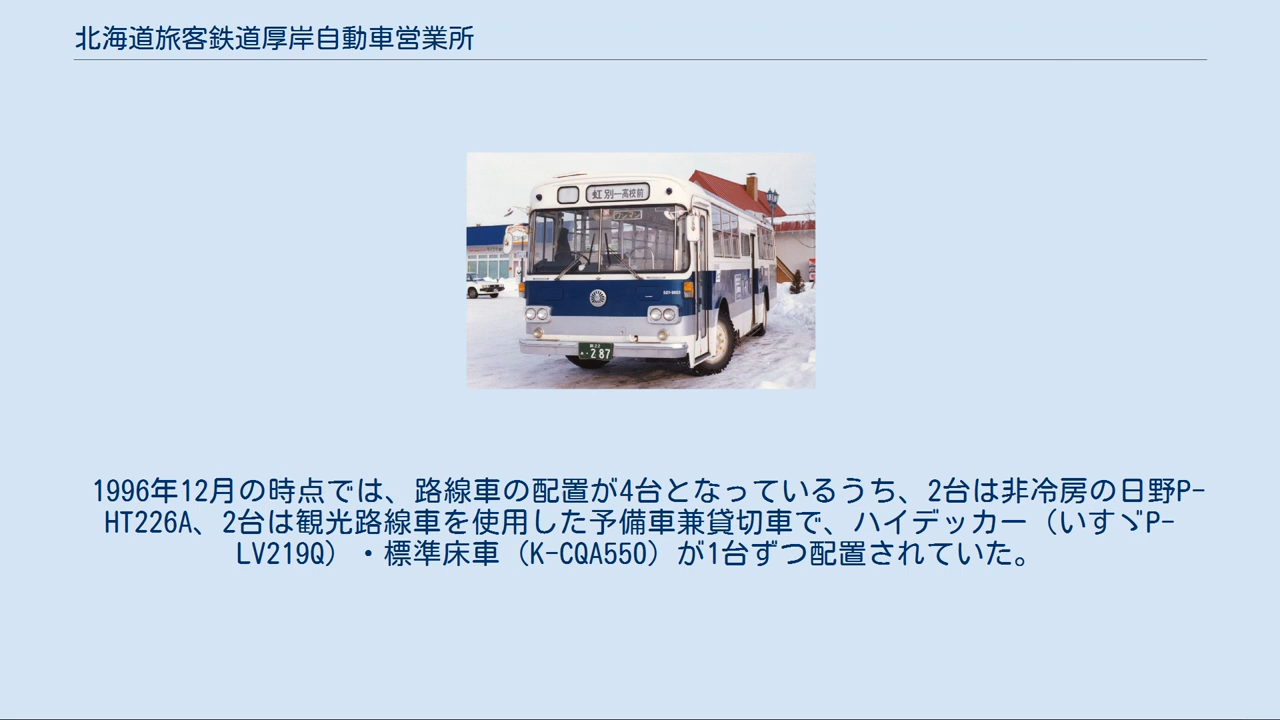 北海道旅客鉄道厚岸自動車営業所
虹別―高校前
287
1996年12月の時点では、路線車の配置が4台となっているうち、2台は非冷房の日野P-
HT226A、2台は観光路線車を使用した予備車兼貸切車で、ハイデッカー（いすゞP-
LV219Q）・標準床車（K-CQA550）が1台ずつ配置されていた。